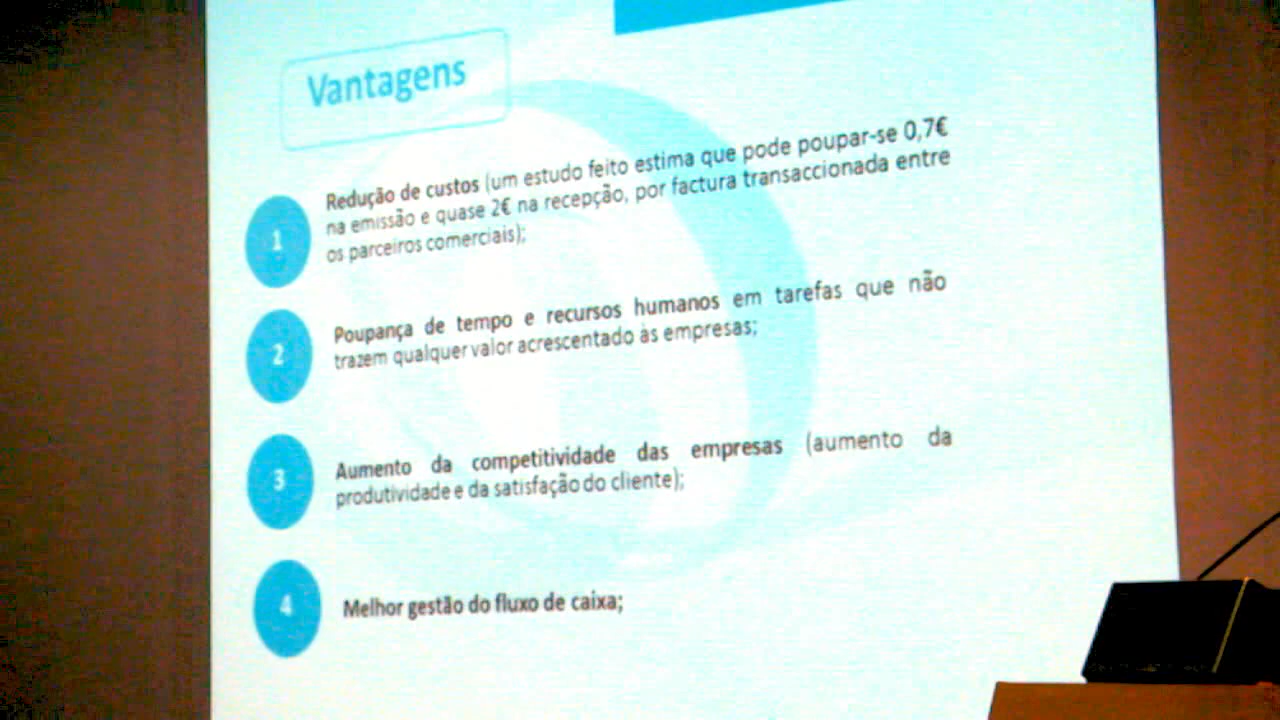 Vantagens
1
Redução de custos (um estudo feito estima que pode poupar-se 0,7€
na emissão e quase 2€ na recepção, por factura transaccionada entre
os parceiros comerciais);
2
Poupança de tempo e recursos humanos em tarefas que não
trazem qualquer valor acrescentado às empresas;
3
Aumento da competitividade das empresas (aumento da
produtividade e da satisfação do cliente);
4
Melhor gestão do fluxo de caixa;